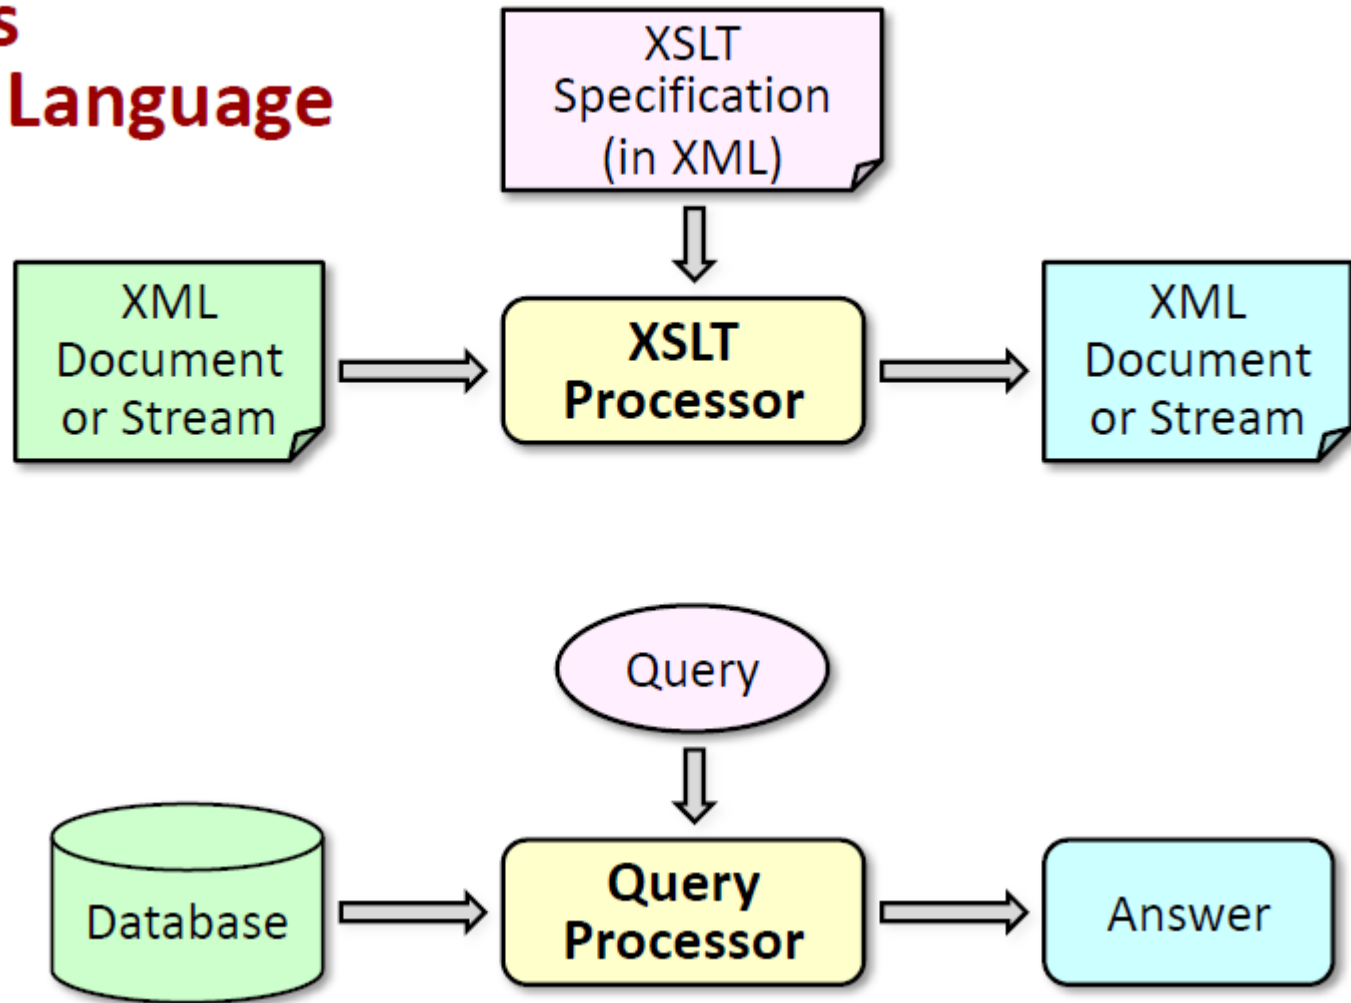 s
Language
XSLT
Specification
(in XML)
XML
Document
or Stream
XSLT
Processor
XML
Document
or Stream
Query
Database
Query
Processor
Answer